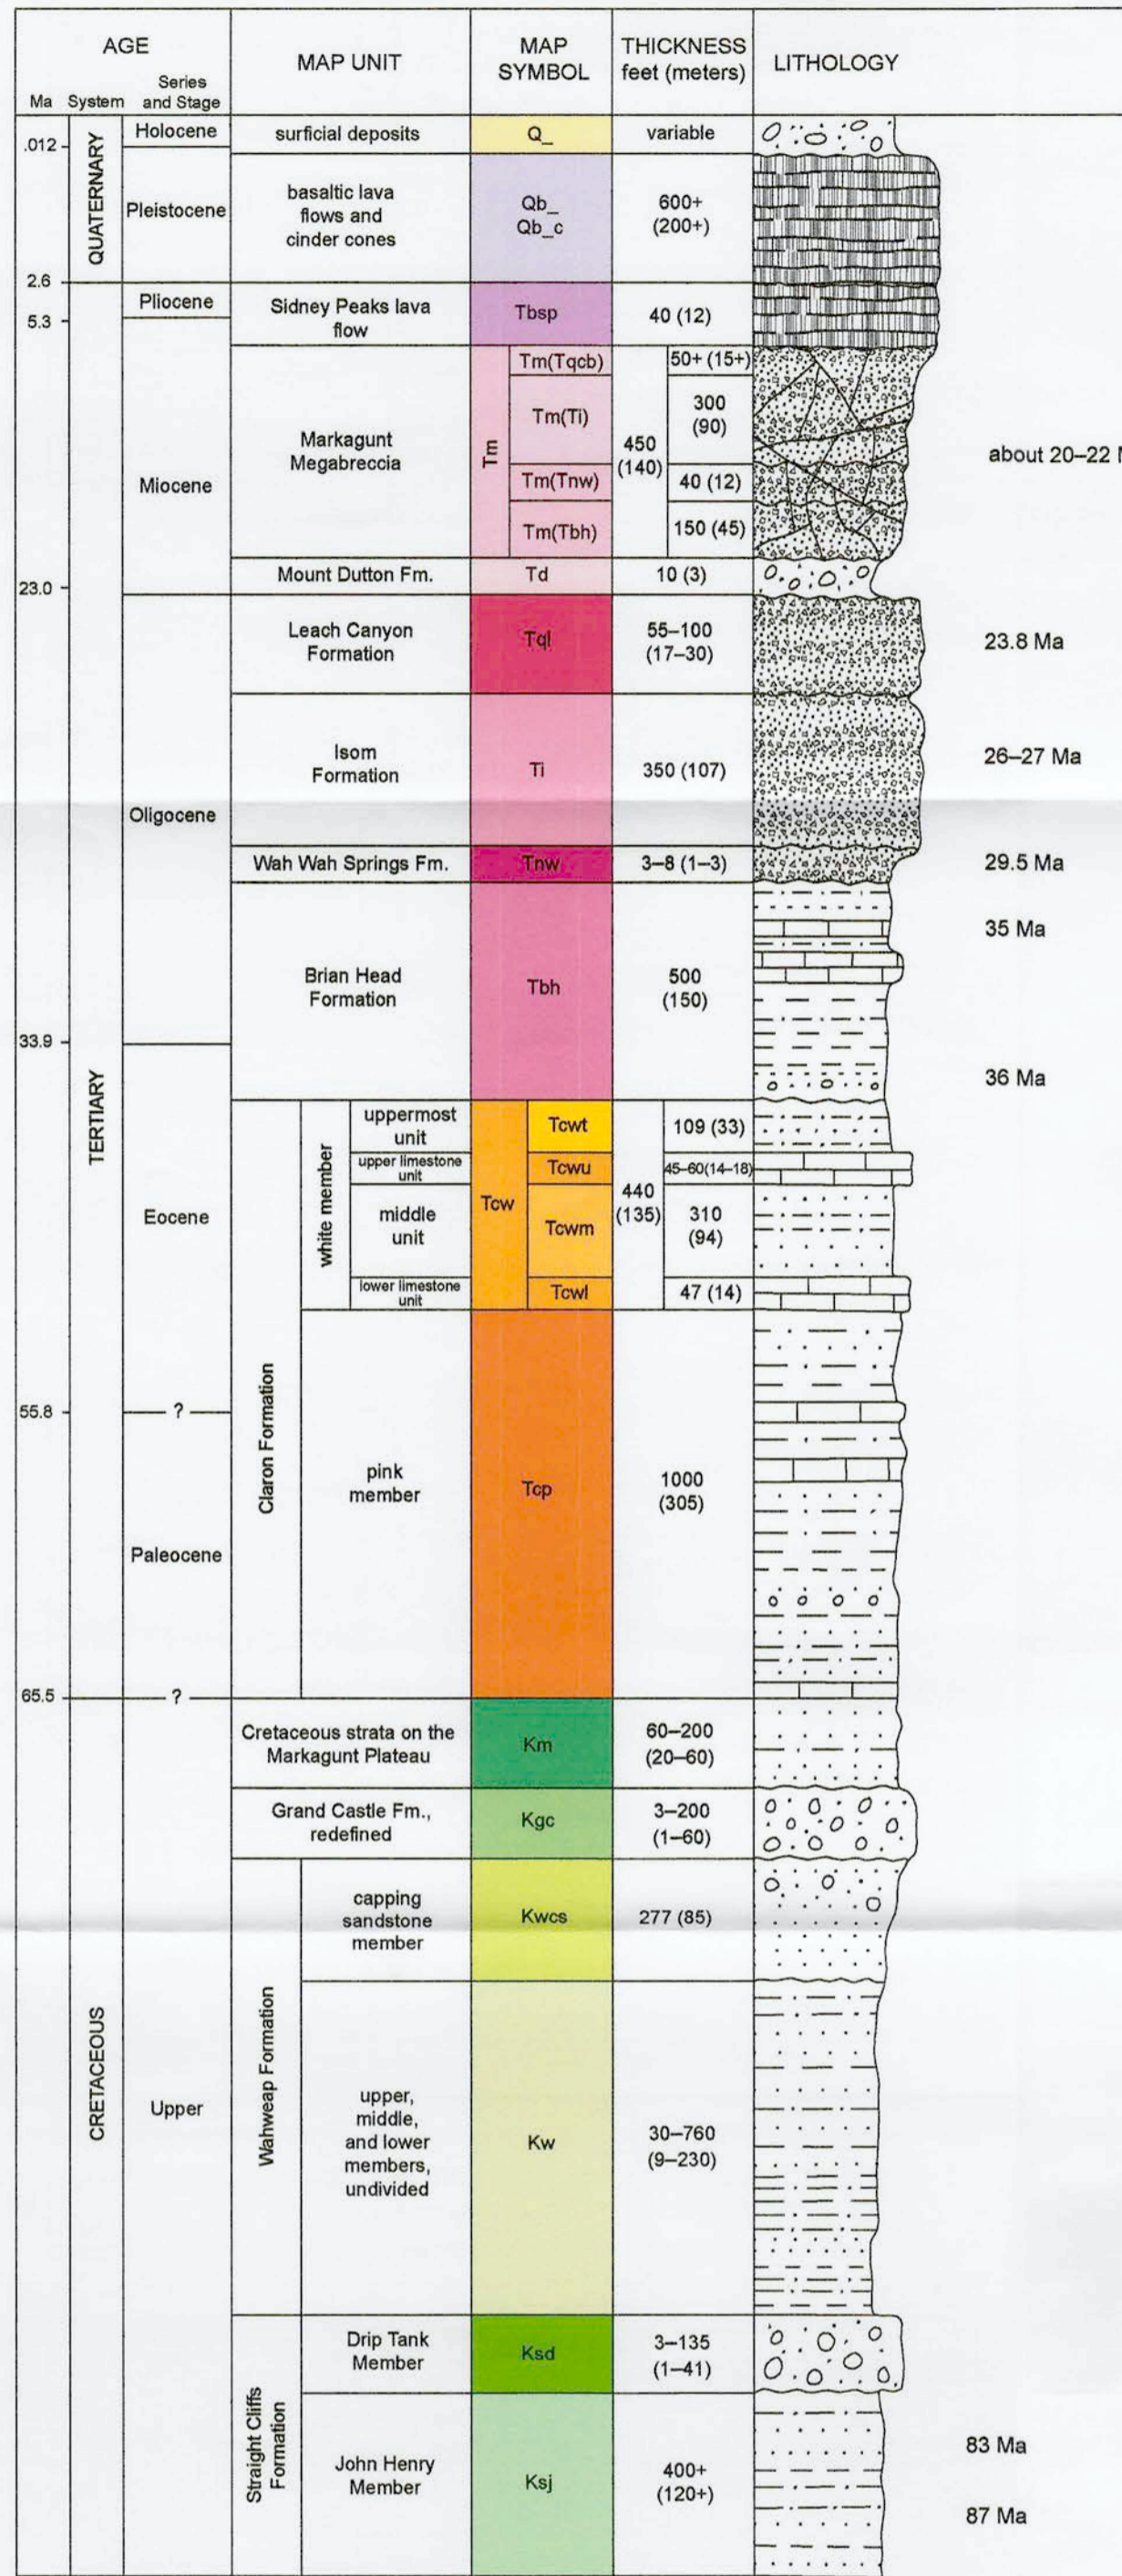 AGE
MAP UNIT
MAP
SYMBOL
THICKNESS
feet (meters)
LITHOLOGY
Ma
System
Series
and Stage
.012
2.6
5.3
23.0
33.9
55.8
65.5
QUATERNARY
TERTIARY
CRETACEOUS
Holocene
Pleistocene
Pliocene
Miocene
Oligocene
Eocene
?
Paleocene
?
Upper
surficial deposits
Q_
variable
basaltic lava
flows and
cinder cones
Qb_
Qb_c
600+
(200+)
Sidney Peaks lava
flow
Tbsp
40 (12)
Markagunt
Megabreccia
Tm
Tm(Tqcb)
Tm(Ti)
Tm(Tnw)
Tm(Tbh)
450
(140)
50+ (15+)
300
(90)
40 (12)
150 (45)
about 20–22
Mount Dutton Fm.
Td
10 (3)
Leach Canyon
Formation
Tql
55–100
(17–30)
23.8 Ma
Isom
Formation
Ti
350 (107)
26–27 Ma
Wah Wah Springs Fm.
Tnw
3–8 (1–3)
29.5 Ma
Brian Head
Formation
Tbh
500
(150)
35 Ma
36 Ma
Claron Formation
white member
uppermost
unit
upper limestone
unit
middle
unit
lower limestone
unit
Tcw
Tcwt
Tcwu
Tcwm
Tcwl
440
(135)
109 (33)
45–60(14–18)
310
(94)
47 (14)
pink
member
Tcp
1000
(305)
Cretaceous strata on the
Markagunt Plateau
Km
60–200
(20–60)
Grand Castle Fm.,
redefined
Kgc
3–200
(1–60)
Wahweap Formation
capping
sandstone
member
Kwcs
277 (85)
upper,
middle,
and lower
members,
undivided
Kw
30–760
(9–230)
Straight Cliffs
Formation
Drip Tank
Member
Ksd
3–135
(1–41)
John Henry
Member
Ksj
400+
(120+)
83 Ma
87 Ma